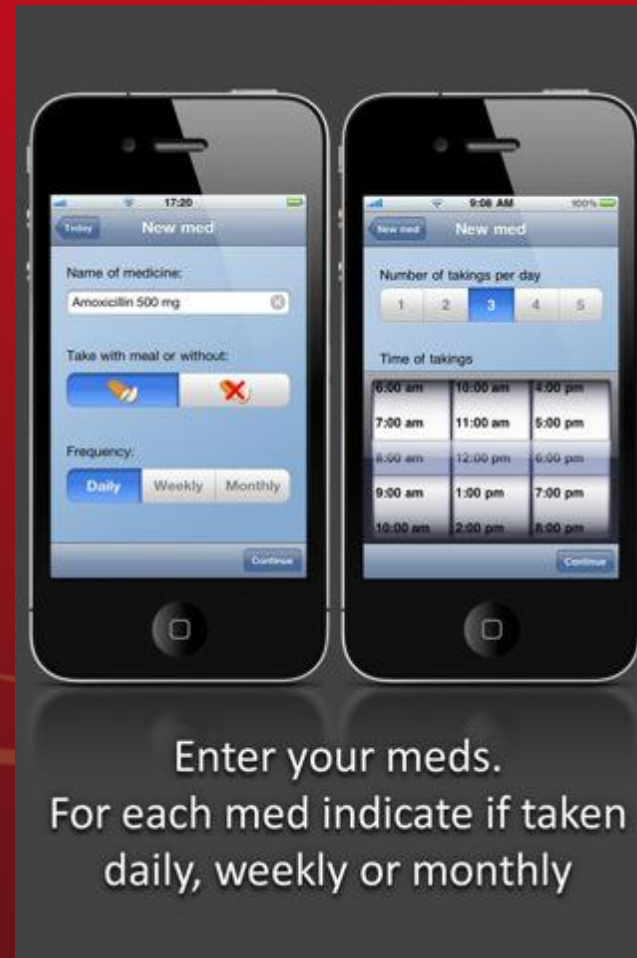 17:20
Today
New med
Name of medicine:
Amoxicillin 500 mg
Take with meal or without:
Frequency:
Daily Weekly Monthly
Continue
9:08 AM 100%
New med
New med
Number of takings per day
1 2 3 4 5
Time of takings
6:00 am 10:00 am 4:00 pm
7:00 am 11:00 am 5:00 pm
8:00 am 12:00 pm 6:00 pm
9:00 am 1:00 pm 7:00 pm
10:00 am 2:00 pm 8:00 pm
Continue
Enter your meds.
For each med indicate if taken
daily, weekly or monthly